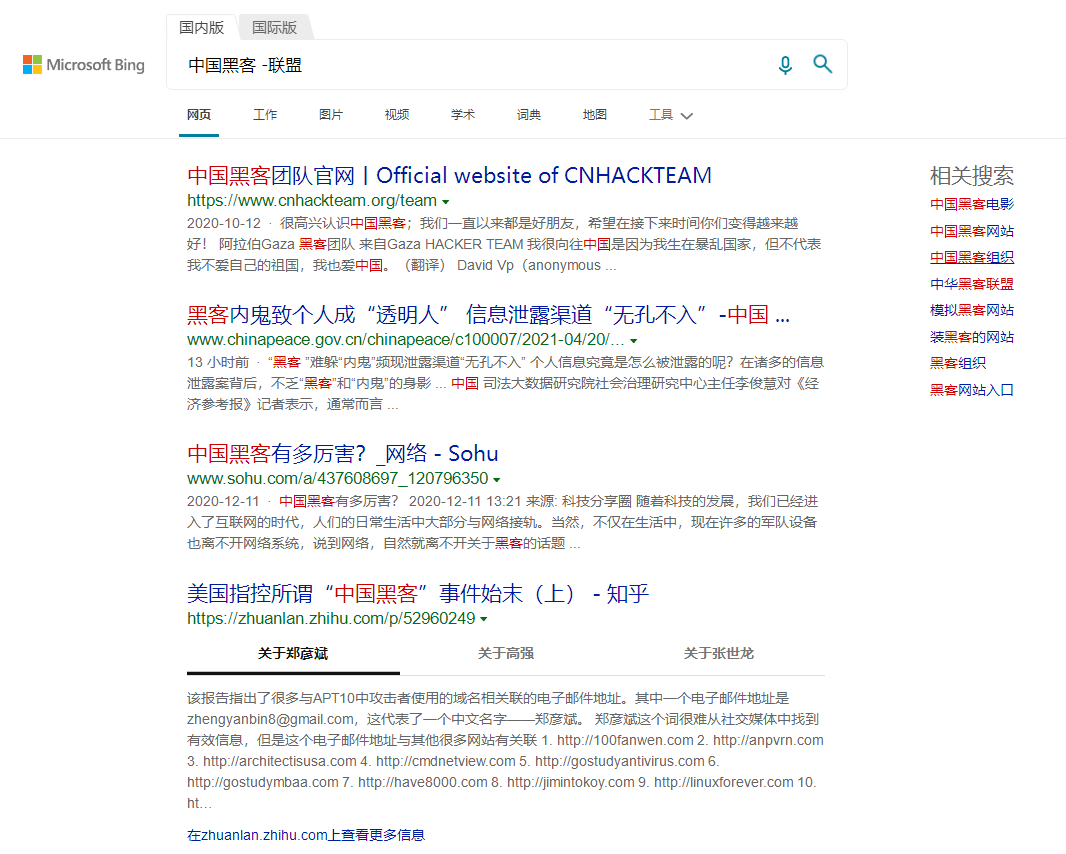 国内版 国际版
Microsoft Bing
中国黑客 -联盟
网页 工作 图片 视频 学术 词典 地图 工具
中国黑客团队官网 | Official website of CNHACKTEAM
https://www.cnhackteam.org/team
2020-10-12 · 很高兴认识中国黑客；我们一直以来都是好朋友，希望在接下来时间你们变得越来越
好！ 阿拉伯Gaza 黑客团队 来自Gaza HACKER TEAM 我很向往中国是因为我生在暴乱国家，但不代表
我不爱自己的祖国，我也爱中国。（翻译） David Vp（anonymous ...
黑客内鬼致个人成“透明人” 信息泄露渠道“无孔不入”-中国 ...
www.chinapeace.gov.cn/chinapeace/c100007/2021-04/20/…
13 小时前 · “黑客 ”难躲“内鬼”频现泄露渠道“无孔不入” 个人信息究竟是怎么被泄露的呢？在诸多的信息
泄露案背后，不乏“黑客”和“内鬼”的身影 ... 中国 司法大数据研究院社会治理研究中心主任李俊慧对《经
济参考报》记者表示，通常而言 ...
中国黑客有多厉害？_网络 - Sohu
www.sohu.com/a/437608697_120796350
2020-12-11 · 中国黑客有多厉害？ 2020-12-11 13:21 来源: 科技分享圈 随着科技的发展，我们已经进
入了互联网的时代，人们的日常生活中大部分与网络接轨。当然，不仅在生活中，现在许多的军队设备
也离不开网络系统，说到网络，自然就离不开关于黑客的话题 ...
美国指控所谓“中国黑客”事件始末（上） - 知乎
https://zhuanlan.zhihu.com/p/52960249
关于郑彦斌 关于高强 关于张世龙
该报告指出了很多与APT10中攻击者使用的域名相关联的电子邮件地址。其中一个电子邮件地址是
zhengyanbin8@gmail.com，这代表了一个中文名字——郑彦斌。 郑彦斌这个词很难从社交媒体中找到
有效信息，但是这个电子邮件地址与其他很多网站有关联 1. http://100fanwen.com 2. http://anpvrn.com
3. http://architectisusa.com 4. http://cmdnetview.com 5. http://gostudyantivirus.com 6.
http://gostudymbaa.com 7. http://have8000.com 8. http://jimintokoy.com 9. http://linuxforever.com 10.
ht…
在zhuanlan.zhihu.com上查看更多信息
相关搜索
中国黑客电影
中国黑客网站
中国黑客组织
中华黑客联盟
模拟黑客网站
装黑客的网站
黑客组织
黑客网站入口